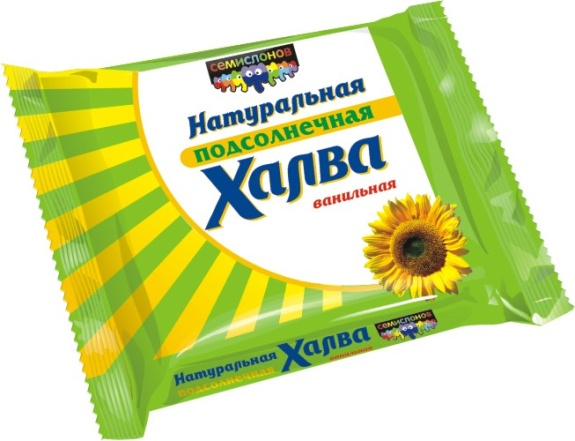 семислонов
Натуральная
подсолнечная
Халва
ванильная
Натуральная
подсолнечная
Халва
ванильная
семислонов